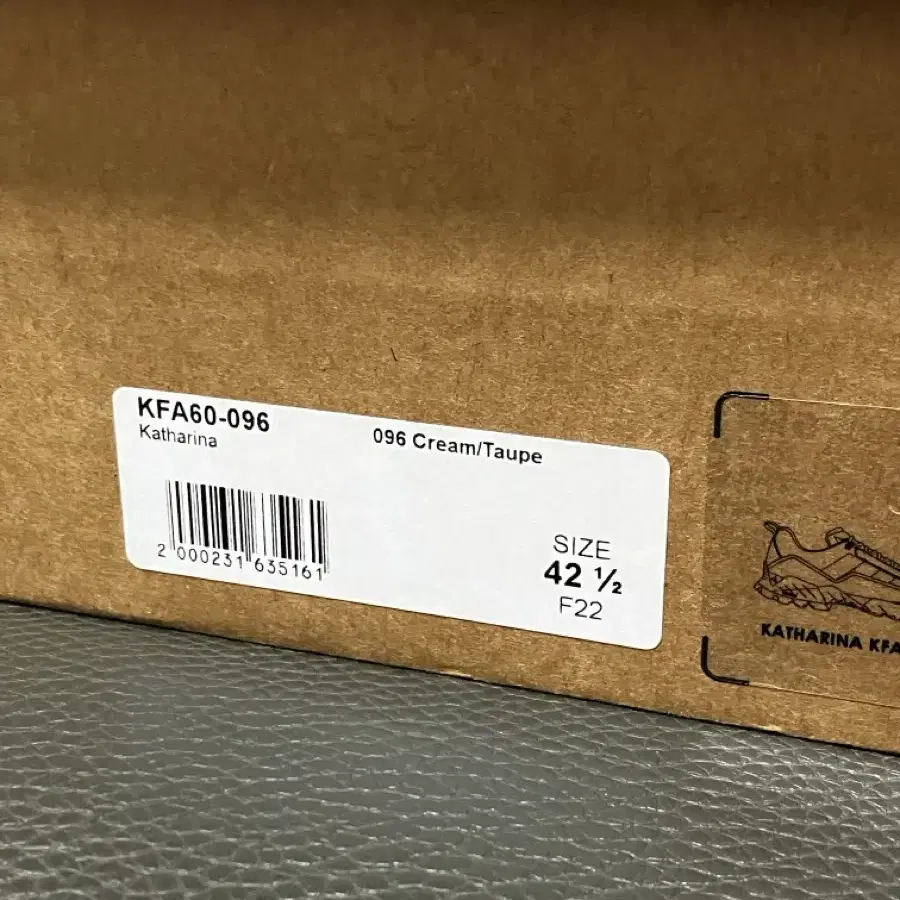 KFA60-096
Katharina
096 Cream/Taupe
2 000231 635161
SIZE
42 ½
F22
KATHARINA KFA